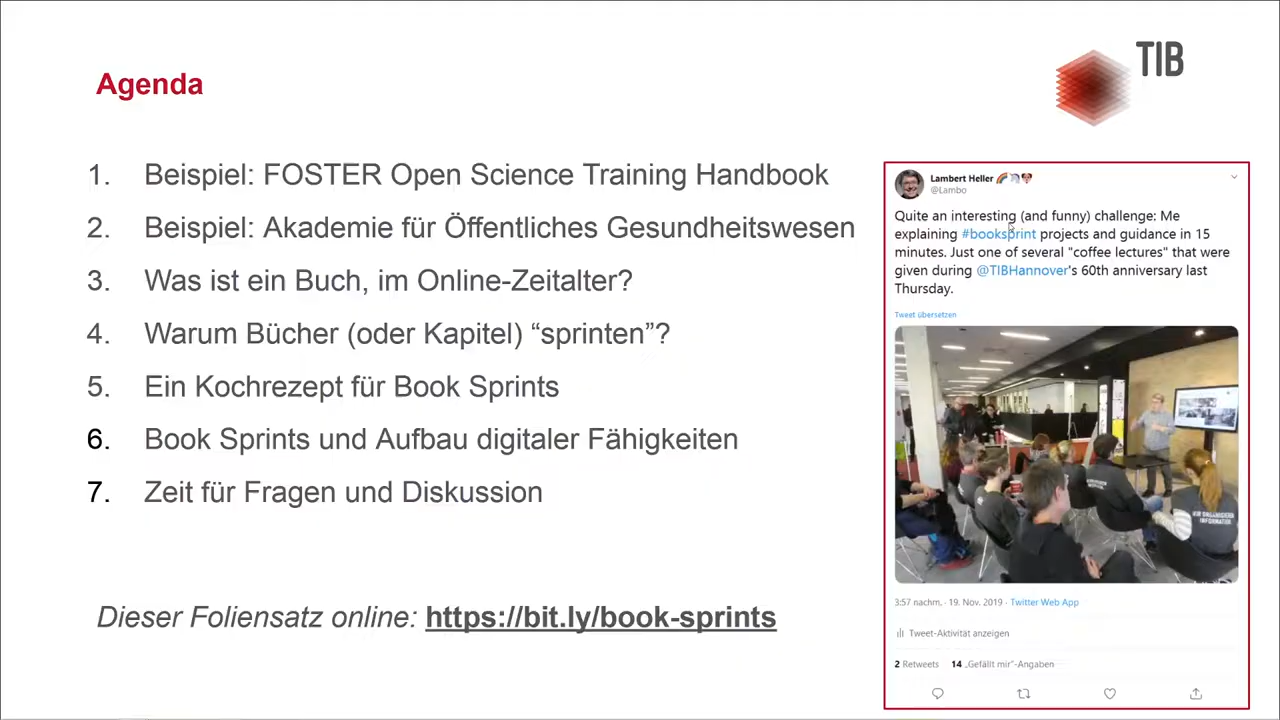 Agenda
TIB
1. Beispiel: FOSTER Open Science Training Handbook
2. Beispiel: Akademie für Öffentliches Gesundheitswesen
3. Was ist ein Buch, im Online-Zeitalter?
4. Warum Bücher (oder Kapitel) “sprinten”?
5. Ein Kochrezept für Book Sprints
6. Book Sprints und Aufbau digitaler Fähigkeiten
7. Zeit für Fragen und Diskussion
Dieser Foliensatz online: https://bit.ly/book-sprints
Lambert Heller
@Lambo
Quite an interesting (and funny) challenge: Me
explaining #booksprint projects and guidance in 15
minutes. Just one of several "coffee lectures" that were
given during @TIBHannover's 60th anniversary last
Thursday.
Tweet übersetzen
WIR ORGANISIEREN
INFORMATION
3:57 nachm. · 19. Nov. 2019 · Twitter Web App
Tweet-Aktivität anzeigen
2 Retweets 14 „Gefällt mir“-Angaben